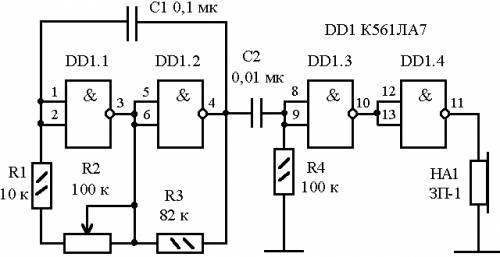 C1 0,1 мк
DD1 К561ЛА7
DD1.1
DD1.2
C2
0,01 мк
DD1.3
DD1.4
1
2
&
3
5
6
&
4
8
9
&
10
12
13
&
11
R1
10 к
R2
100 к
R3
82 к
R4
100 к
HA1
ЗП-1